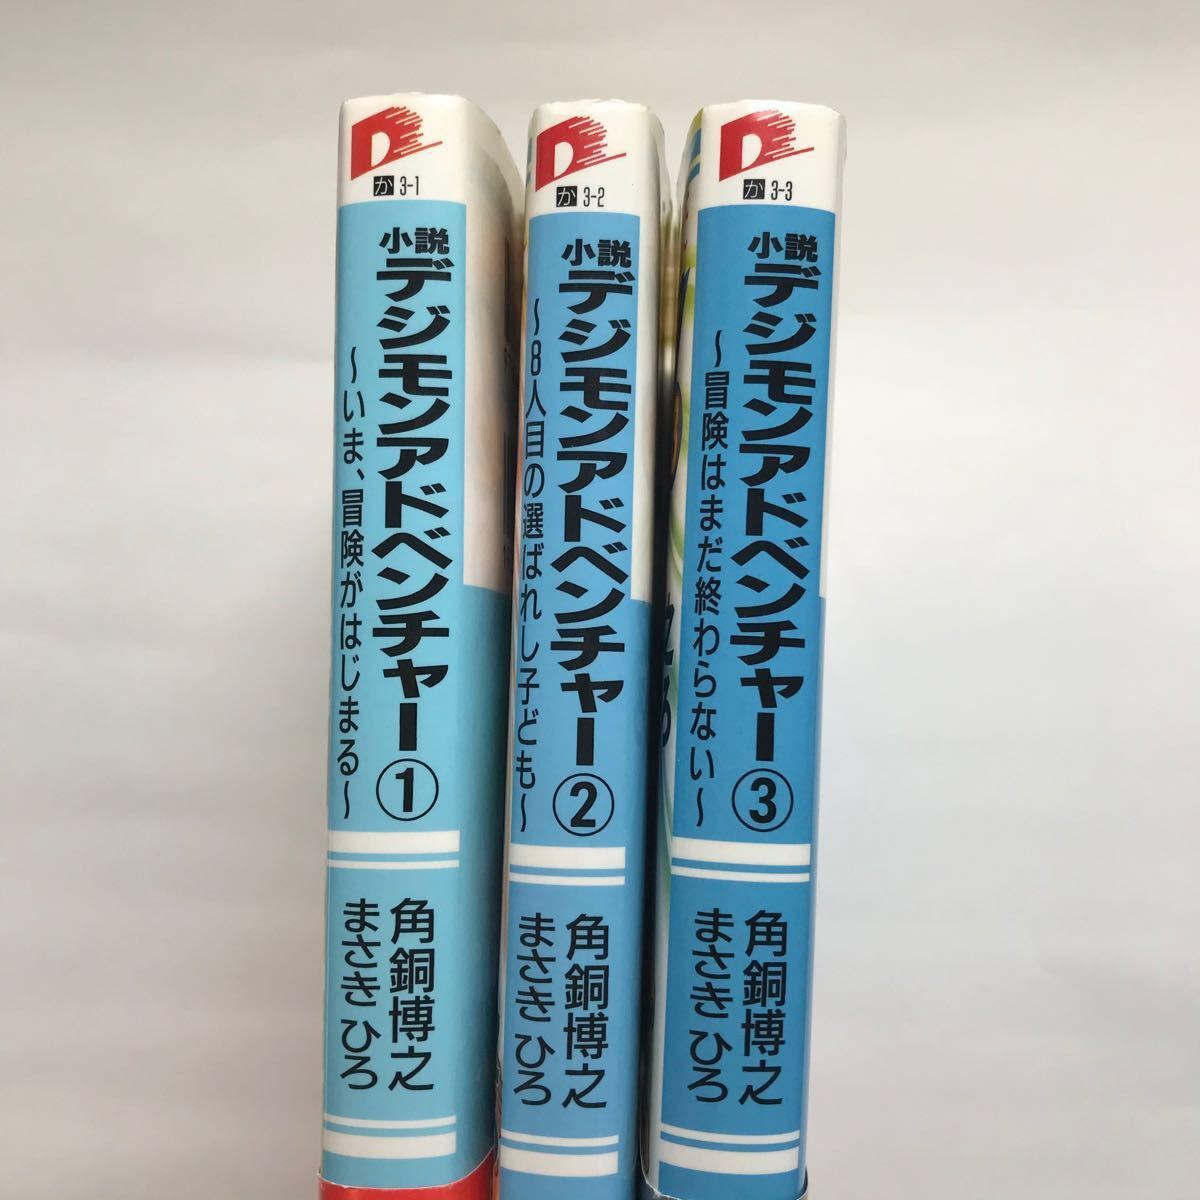 か 3-1
小説
デジモンアドベンチャー①
～いま、冒険がはじまる～
角銅博之
まさきひろ
か 3-2
小説
デジモンアドベンチャー②
～8人目の選ばれし子ども～
角銅博之
まさきひろ
か 3-3
小説
デジモンアドベンチャー③
～冒険はまだ終わらない～
角銅博之
まさきひろ